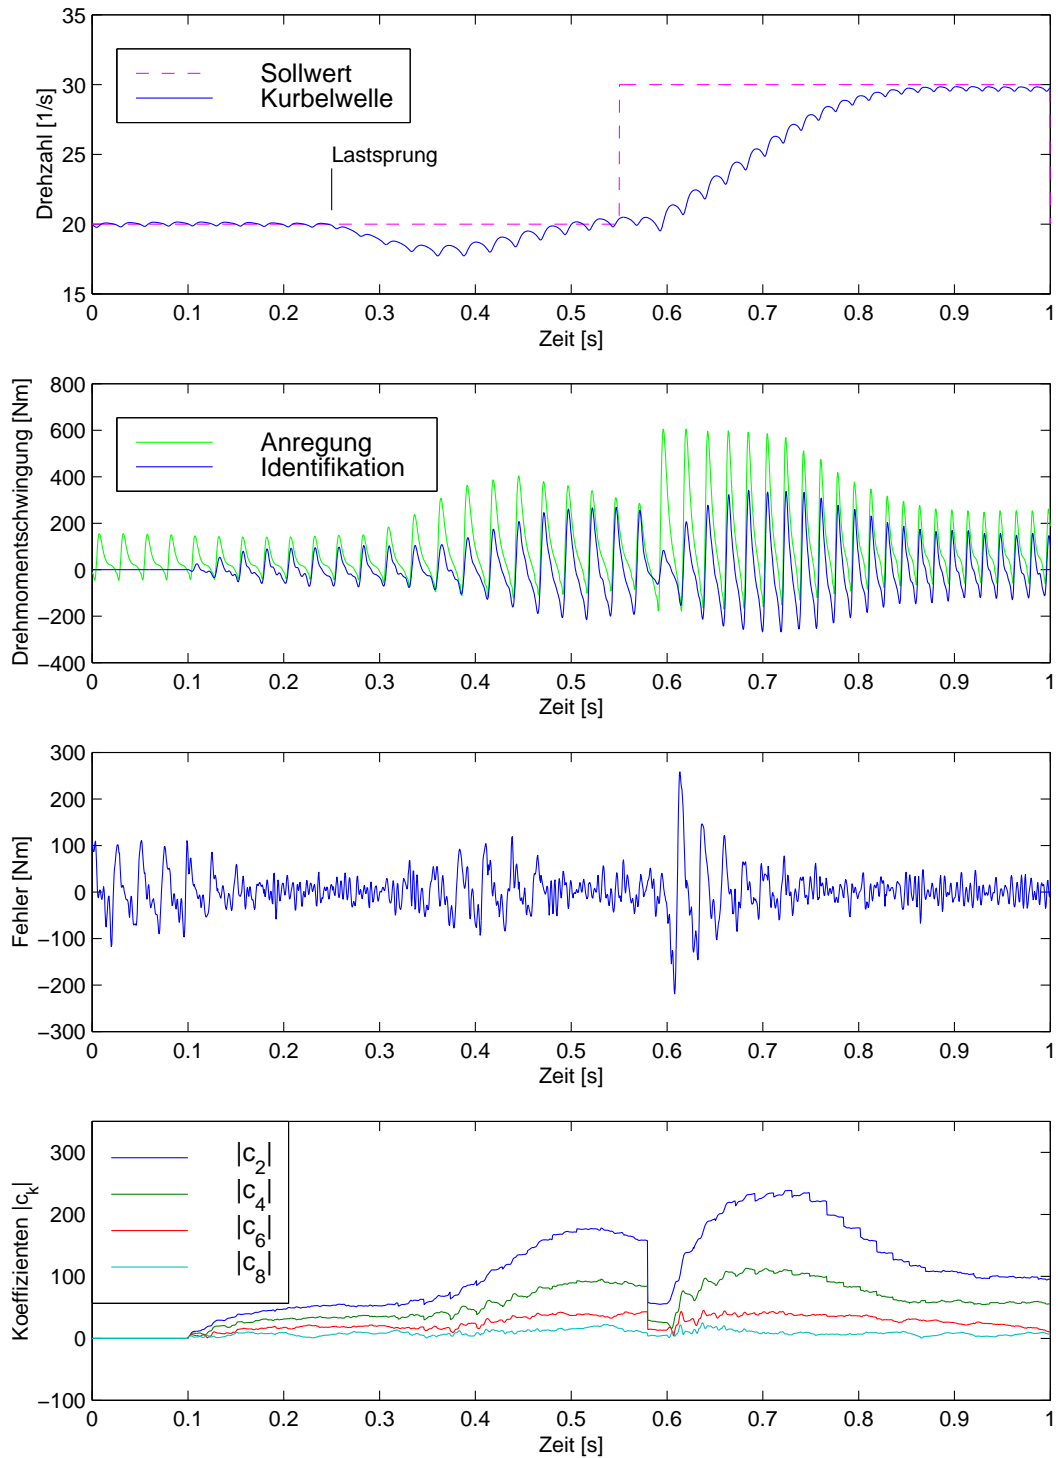 35
30
25
20
15
Drehzahl [1/s]
Sollwert
Kurbelwelle
Lastsprung
0 0.1 0.2 0.3 0.4 0.5 0.6 0.7 0.8 0.9 1
Zeit [s]
800
600
400
200
0
−200
−400
Drehmomentschwingung [Nm]
Anregung
Identifikation
0 0.1 0.2 0.3 0.4 0.5 0.6 0.7 0.8 0.9 1
Zeit [s]
300
200
100
0
−100
−200
−300
Fehler [Nm]
0 0.1 0.2 0.3 0.4 0.5 0.6 0.7 0.8 0.9 1
Zeit [s]
300
200
100
0
−100
Koeffizienten |c_k|
|c_2|
|c_4|
|c_6|
|c_8|
0 0.1 0.2 0.3 0.4 0.5 0.6 0.7 0.8 0.9 1
Zeit [s]